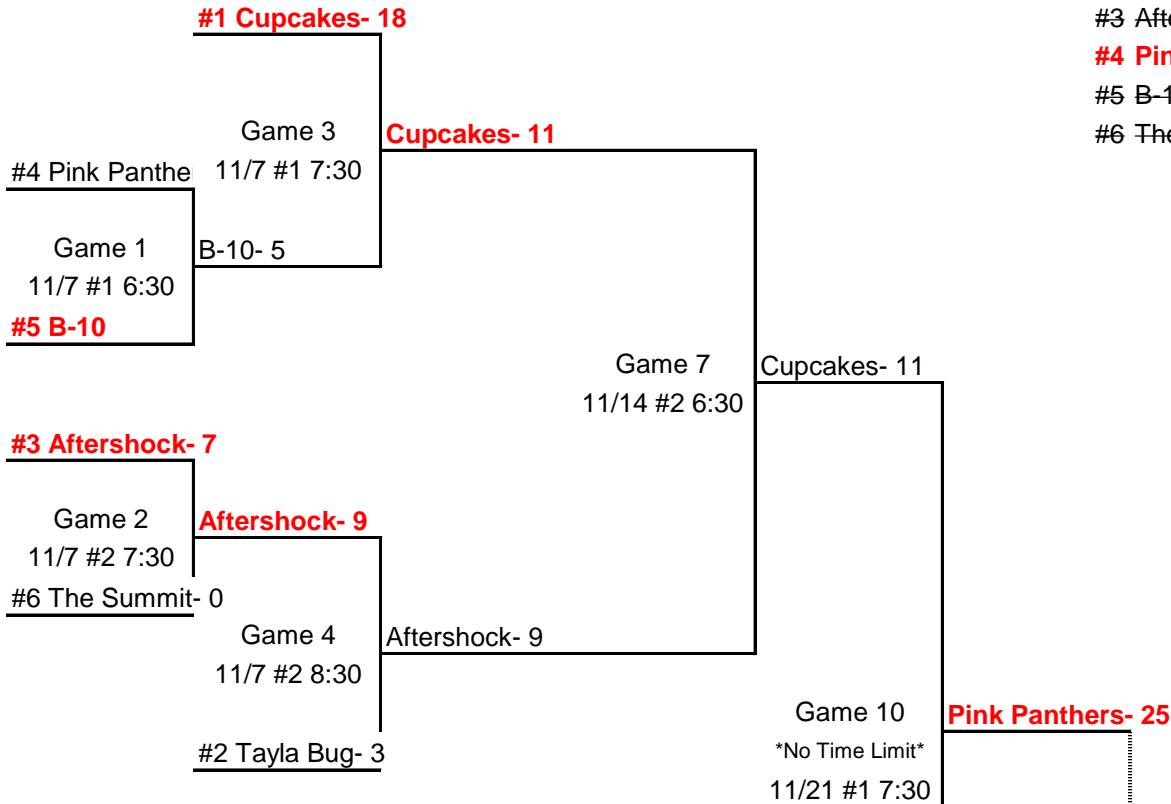 #1 Cupcakes- 18
#3
#4
#5
#6
Game 3
11/7 #1 7:30
Cupcakes- 11
#4 Pink
Game 1
11/7 #1 6:30
B-10- 5
#5 B-10
Game 7
11/14 #2 6:30
Cupcakes- 11
#3 Aftershock- 7
Game 2
11/7 #2 7:30
Aftershock- 9
#6 The Summit- 0
Game 4
11/7 #2 8:30
Aftershock- 9
#2 Tayla Bug- 3
Game 10
*No Time Limit*
11/21 #1 7:30
Pink Panthers- 25